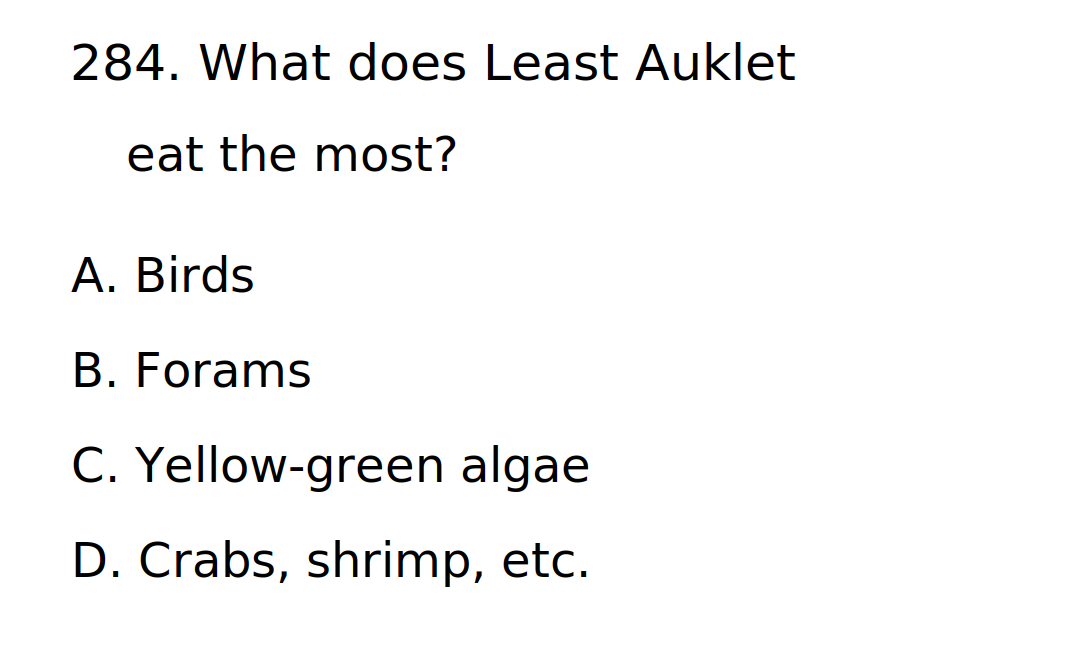 284. What does Least Auklet
eat the most?
A. Birds
B. Forams
C. Yellow-green algae
D. Crabs, shrimp, etc.